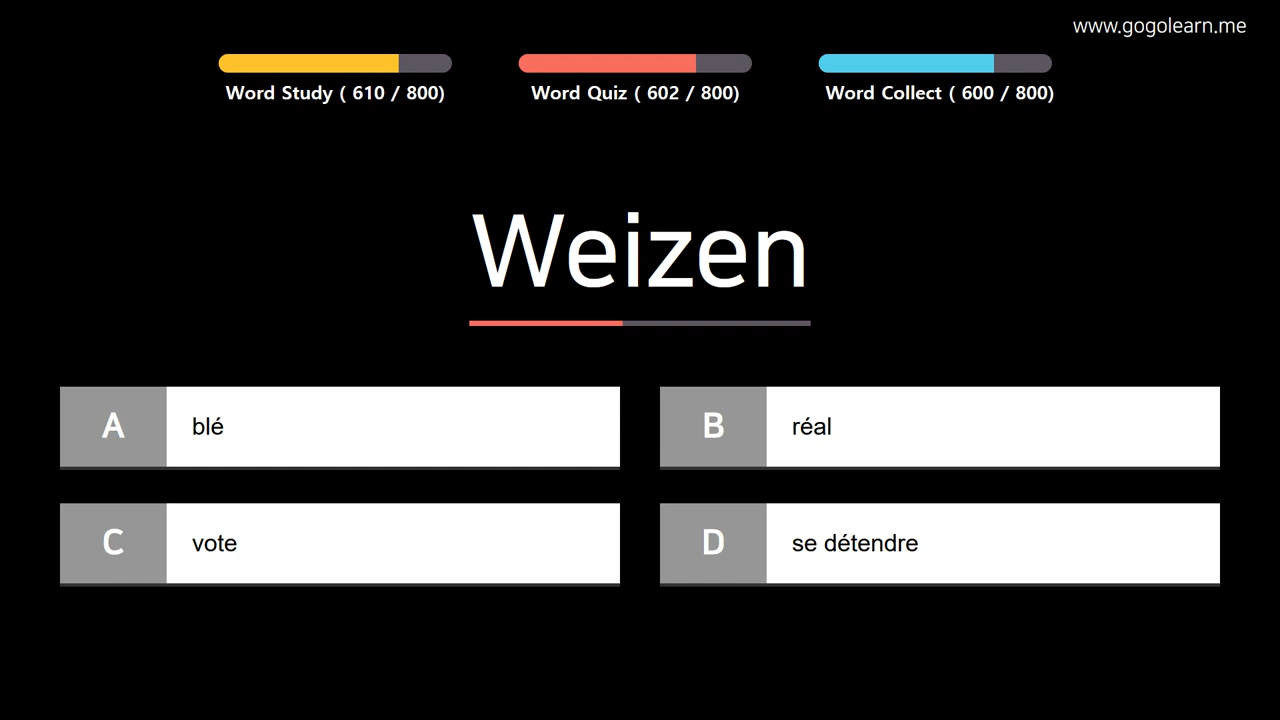 www.gogolearn.me
Word Study ( 610 / 800)
Word Quiz ( 602 / 800)
Word Collect ( 600 / 800)
Weizen
A blé
B réal
C vote
D se détendre